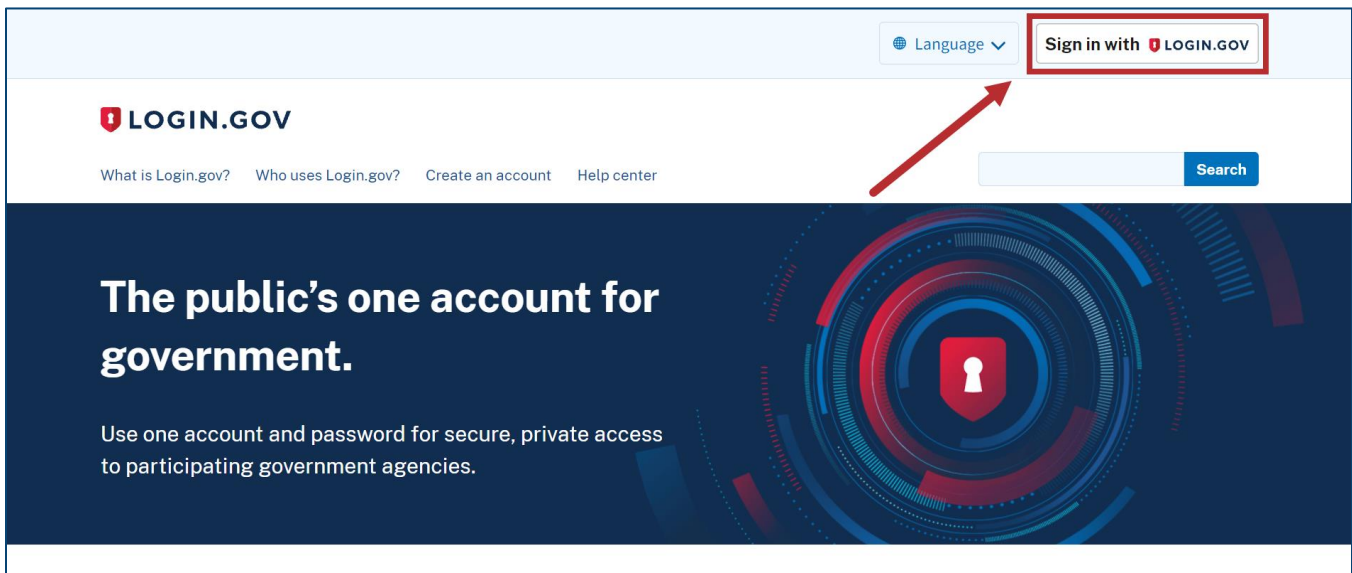 Language
Sign in with LOGIN.GOV
LOGIN.GOV
What is Login.gov? Who uses Login.gov? Create an account Help center
Search
The public’s one account for
government.
Use one account and password for secure, private access
to participating government agencies.